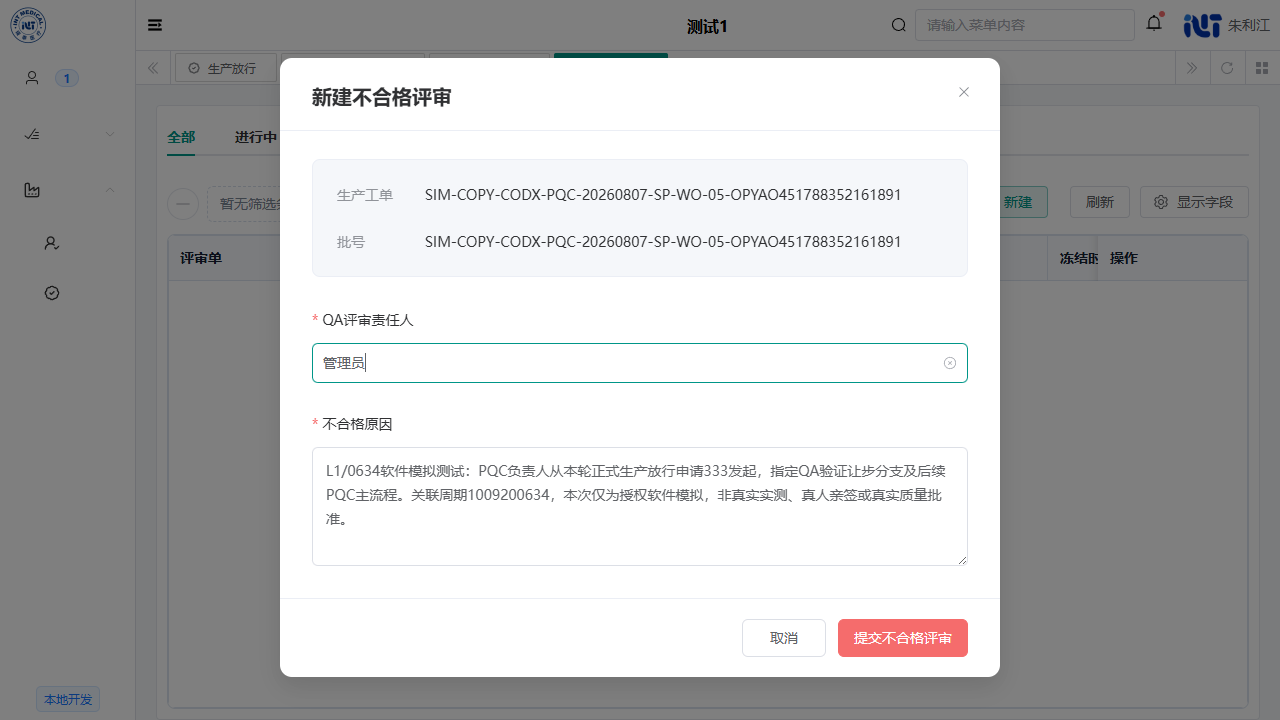 测试1
请输入菜单内容
朱利江
1
生产放行
新建不合格评审
全部
进行中
生产工单
SIM-COPY-CODX-PQC-20260807-SP-WO-05-OPYAO451788352161891
批号
SIM-COPY-CODX-PQC-20260807-SP-WO-05-OPYAO451788352161891
暂无筛选
新建
刷新
显示字段
评审单
冻结时
操作
* QA评审责任人
管理员
* 不合格原因
L1/0634软件模拟测试：PQC负责人从本轮正式生产放行申请333发起，指定QA验证让步分支及后续
PQC主流程。关联周期1009200634，本次仅为授权软件模拟，非真实实测、真人亲签或真实质量批
准。
取消
提交不合格评审
本地开发